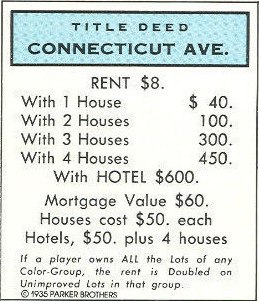 TITLE DEED
CONNECTICUT AVE.
RENT $8.
With 1 House $ 40.
With 2 Houses 100.
With 3 Houses 300.
With 4 Houses 450.
With HOTEL $600.
Mortgage Value $60.
Houses cost $50. each
Hotels, $50. plus 4 houses
If a player owns ALL the Lots of any
Color-Group, the rent is Doubled on
Unimproved Lots in that group.
©1935 PARKER BROTHERS